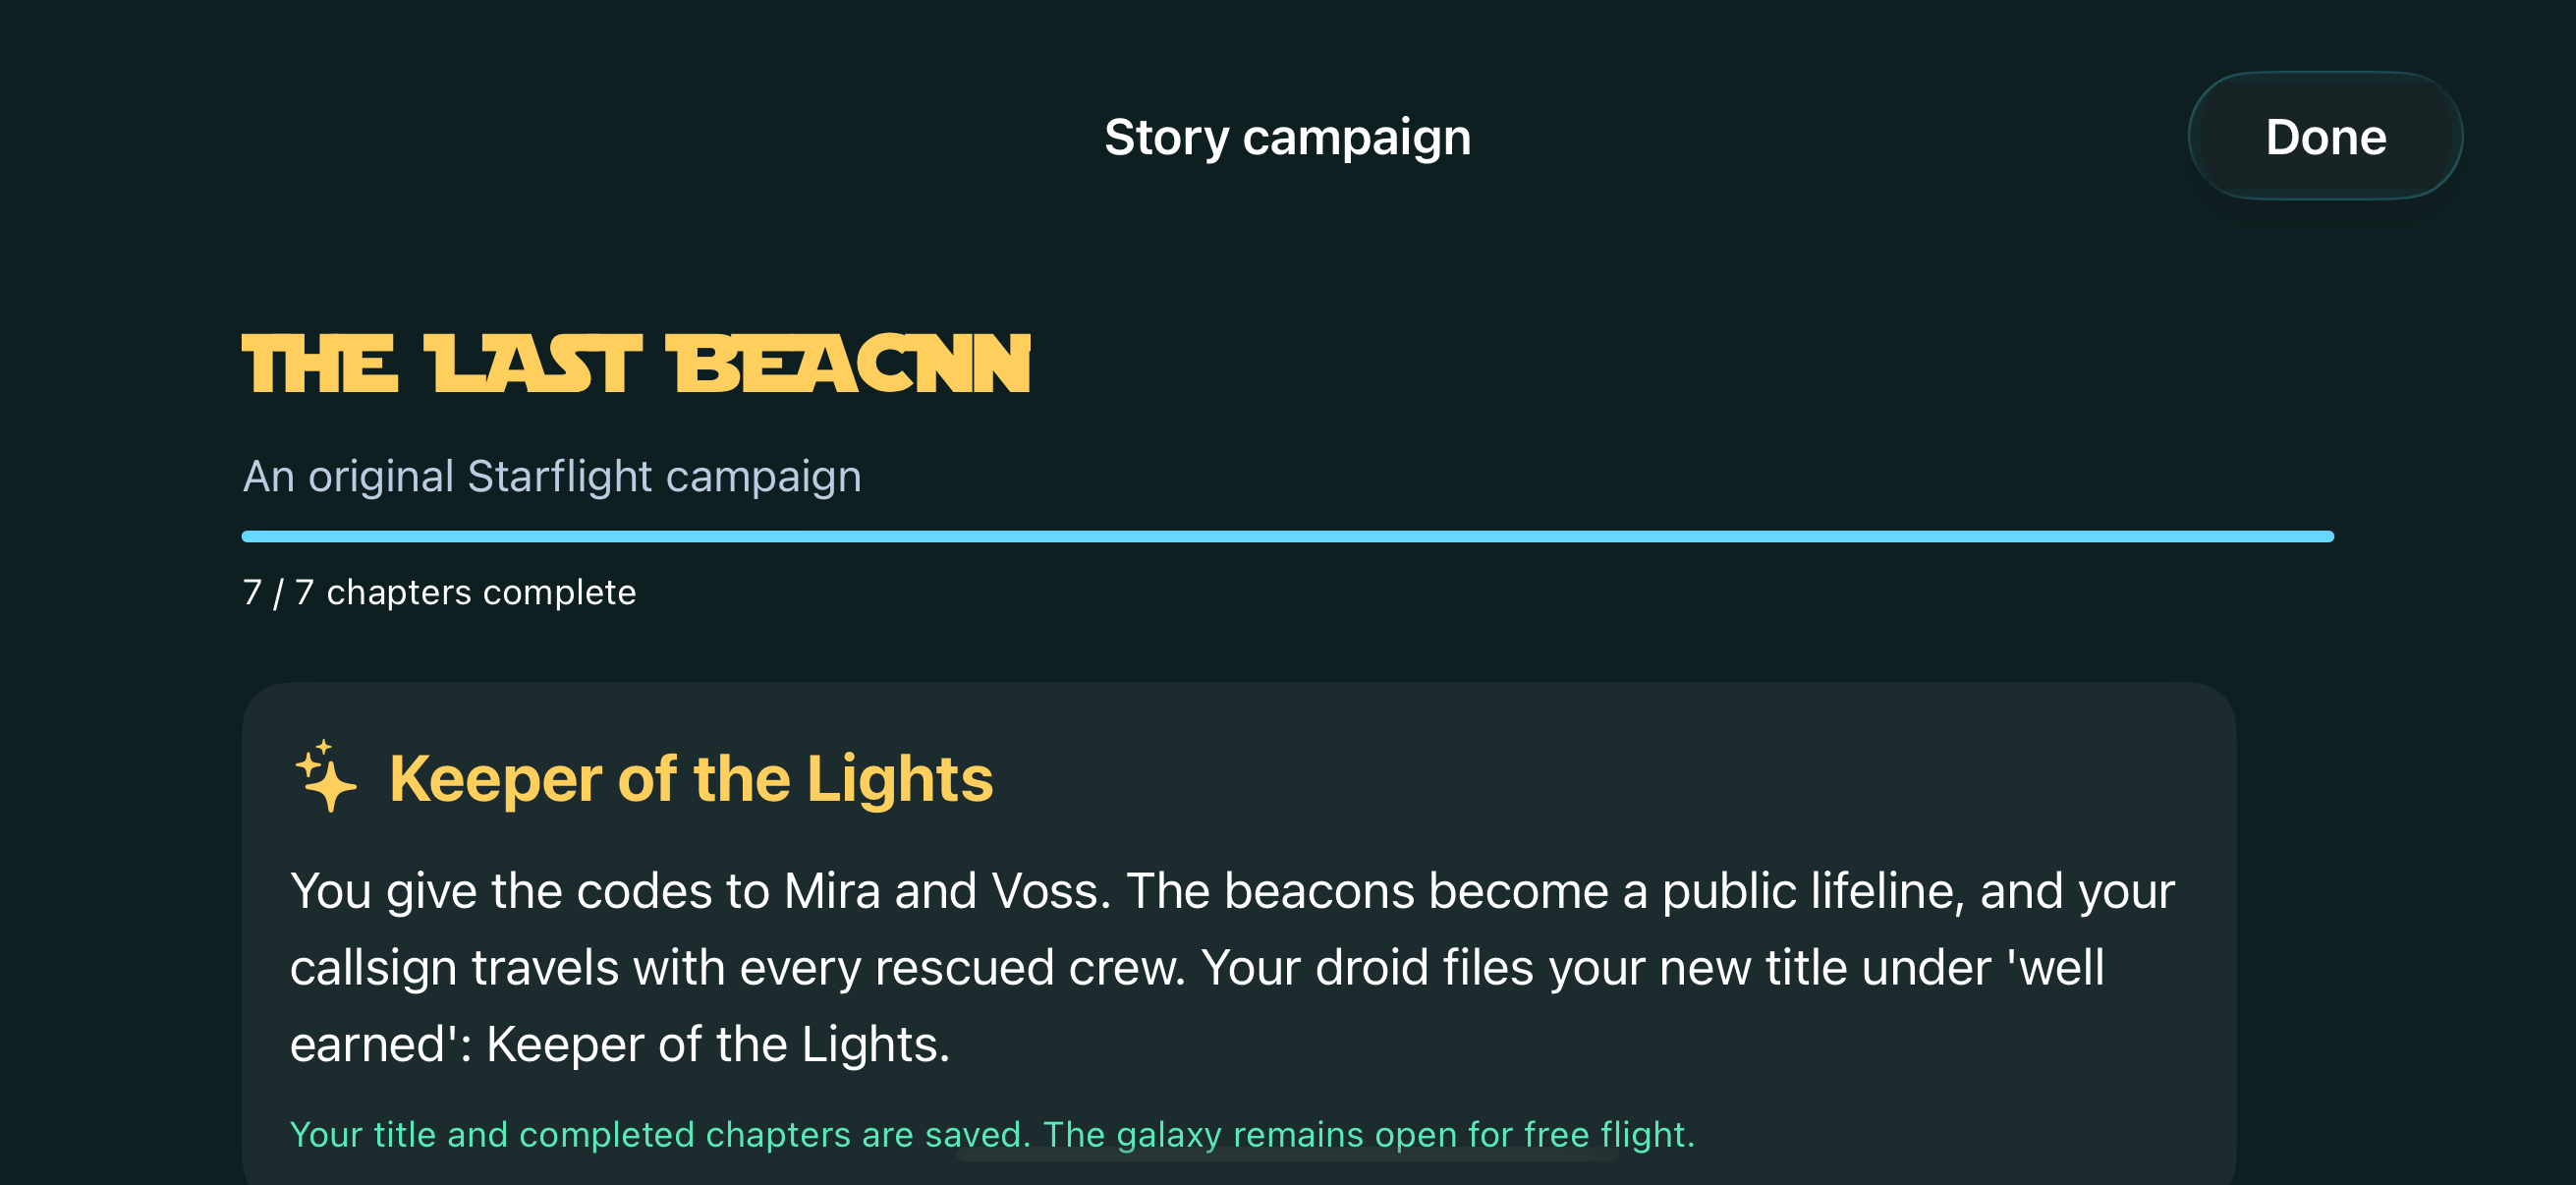 Story campaign
Done
THE LAST BEACNN
An original Starflight campaign
7 / 7 chapters complete
Keeper of the Lights
You give the codes to Mira and Voss. The beacons become a public lifeline, and your
callsign travels with every rescued crew. Your droid files your new title under 'well
earned': Keeper of the Lights.
Your title and completed chapters are saved. The galaxy remains open for free flight.